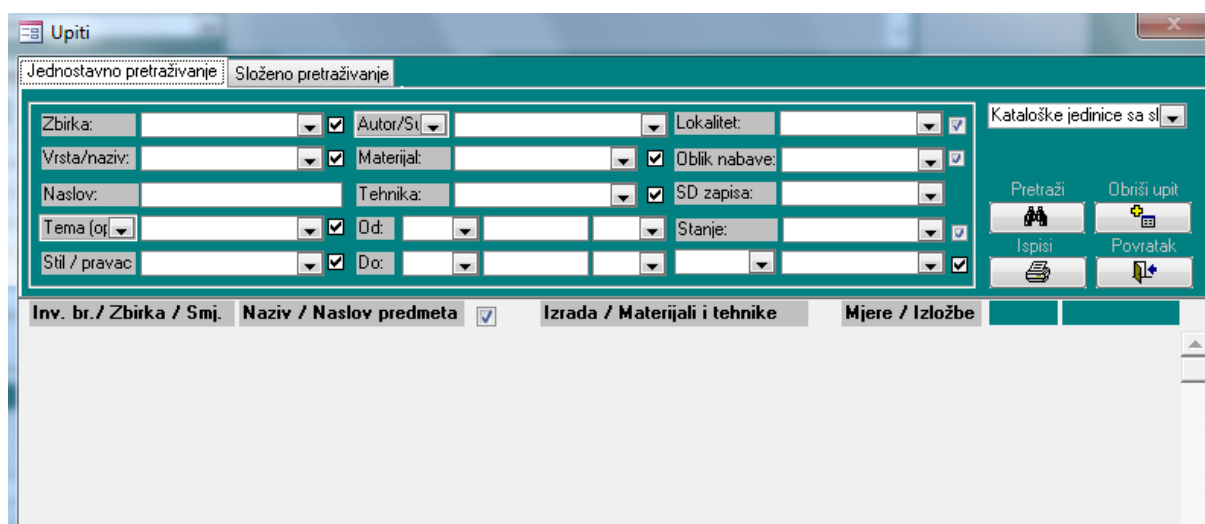 Upiti
Jednostavno pretraživanje Složeno pretraživanje
Zbirka: Autor/Su Lokalitet: Kataloške jedinice sa sl
Vrsta/naziv: Materijal: Oblik nabave:
Naslov: Tehnika: SD zapisa: Pretraži Obriši upit
Tema (op Od: Stanje:
Ispisi Povratak
Stil / pravac Do:
Inv. br./ Zbirka / Smj. Naziv / Naslov predmeta Izrada / Materijali i tehnike Mjere / Izložbe